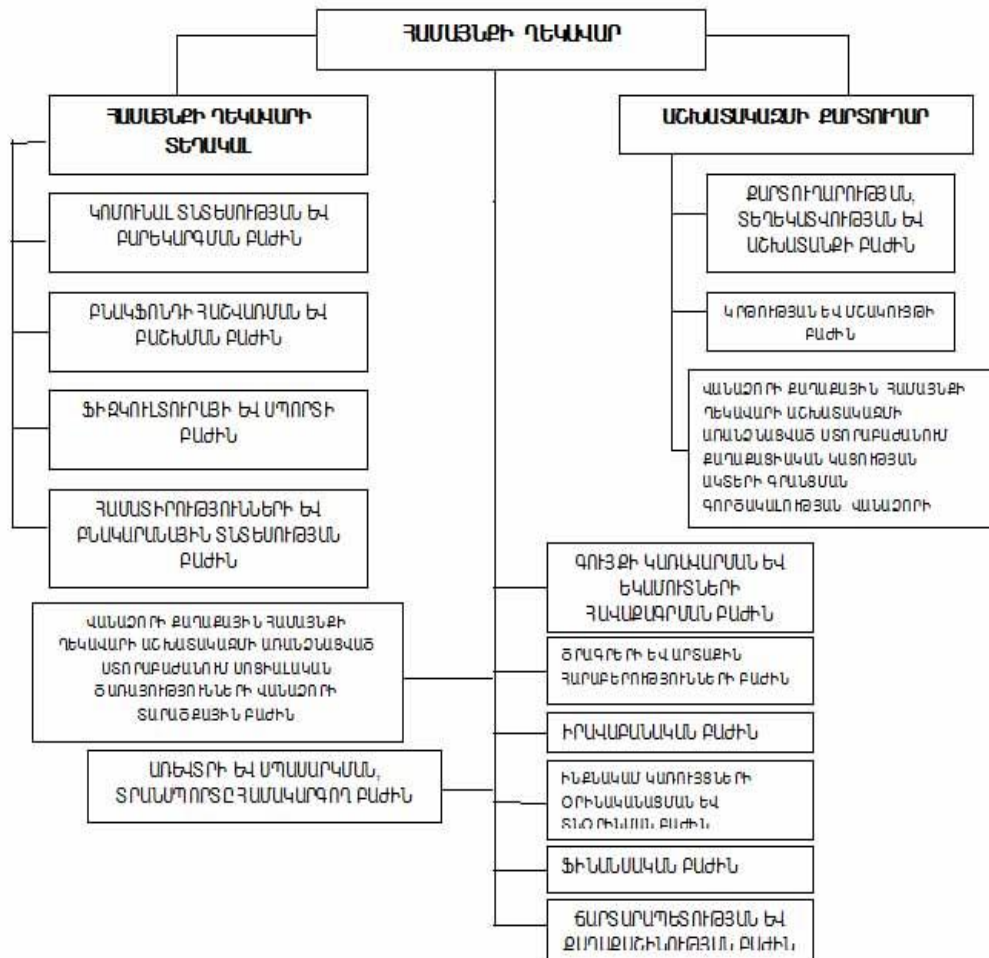 ՀԱՄԱՅՆՔԻ ՂԵԿԱՎԱՐ
ՀԱՄԱՅՆՔԻ ՂԵԿԱՎԱՐԻ
ՏԵՂԱԿԱԼ
ԿՈՄՈՒՆԱԼ ՏՆՏԵՍՈՒԹՅԱՆ ԵՎ
ԲԱՐԵԿԱՐԳՄԱՆ ԲԱԺԻՆ
ԲՆԱԿՖՈՆԴԻ ՀԱՇՎԱՌՄԱՆ ԵՎ
ԲԱՇԽՄԱՆ ԲԱԺԻՆ
ՖԻԶԿՈՒԼՏՈՒՐԱՅԻ ԵՎ ՍՊՈՐՏԻ
ԲԱԺԻՆ
ՀԱՄԱՏԻՐՈՒԹՅՈՒՆՆԵՐԻ ԵՎ
ԲՆԱԿԱՐԱՆԱՅԻՆ ՏՆՏԵՍՈՒԹՅԱՆ
ԲԱԺԻՆ
ՎԱՆԱՁՈՐԻ ՔԱՂԱՔԱՅԻՆ ՀԱՄԱՅՆՔԻ
ՂԵԿԱՎԱՐԻ ԱՇԽԱՏԱԿԱԶՄԻ ԱՌԱՆՁՆԱՑՎԱԾ
ՍՏՈՐԱԲԱԺԱՆՈՒՄ ՍՈՑԻԱԼԱԿԱՆ
ԾԱՌԱՅՈՒԹՅՈՒՆՆԵՐԻ ՎԱՆԱՁՈՐԻ
ՏԱՐԱԾՔԱՅԻՆ ԲԱԺԻՆ
ԱՌԵՎՏՐԻ ԵՎ ՍՊԱՍԱՐԿՄԱՆ,
ՏՐԱՆՍՊՈՐՏԸ ՀԱՄԱԿԱՐԳՈՂ ԲԱԺԻՆ
ԱՇԽԱՏԱԿԱԶՄԻ ՔԱՐՏՈՒՂԱՐ
ՔԱՐՏՈՒՂԱՐՈՒԹՅԱՆ,
ՏԵՂԵԿԱՏՎՈՒԹՅԱՆ ԵՎ
ԱՇԽԱՏԱՆՔԻ ԲԱԺԻՆ
ԿՐԹՈՒԹՅԱՆ ԵՎ ՄՇԱԿՈՒՅԹԻ
ԲԱԺԻՆ
ՎԱՆԱՁՈՐԻ ՔԱՂԱՔԱՅԻՆ ՀԱՄԱՅՆՔԻ
ՂԵԿԱՎԱՐԻ ԱՇԽԱՏԱԿԱԶՄԻ
ԱՌԱՆՁՆԱՑՎԱԾ ՍՏՈՐԱԲԱԺԱՆՈՒՄ
ՔԱՂԱՔԱՑԻԱԿԱՆ ԿԱՑՈՒԹՅԱՆ
ԱԿՏԵՐԻ ԳՐԱՆՑՄԱՆ
ԳՈՐԾԱԿԱԼՈՒԹՅԱՆ ՎԱՆԱՁՈՐԻ
ԳՈՒՅՔԻ ԿԱՌԱՎԱՐՄԱՆ ԵՎ
ԵԿԱՄՈՒՏՆԵՐԻ
ՀԱՎԱՔԱԳՐՄԱՆ ԲԱԺԻՆ
ԾՐԱԳՐԵՐԻ ԵՎ ԱՐՏԱՔԻՆ
ՀԱՐԱԲԵՐՈՒԹՅՈՒՆՆԵՐԻ ԲԱԺԻՆ
ԻՐԱՎԱԲԱՆԱԿԱՆ ԲԱԺԻՆ
ԻՆՔՆԱԿԱՄ ԿԱՌՈՒՅՑՆԵՐԻ
ՕՐԻՆԱԿԱՆԱՑՄԱՆ ԵՎ
ՏՆՕՐԻՆՄԱՆ ԲԱԺԻՆ
ՖԻՆԱՆՍԱԿԱՆ ԲԱԺԻՆ
ՃԱՐՏԱՐԱՊԵՏՈՒԹՅԱՆ ԵՎ
ՔԱՂԱՔԱՇԻՆՈՒԹՅԱՆ ԲԱԺԻՆ